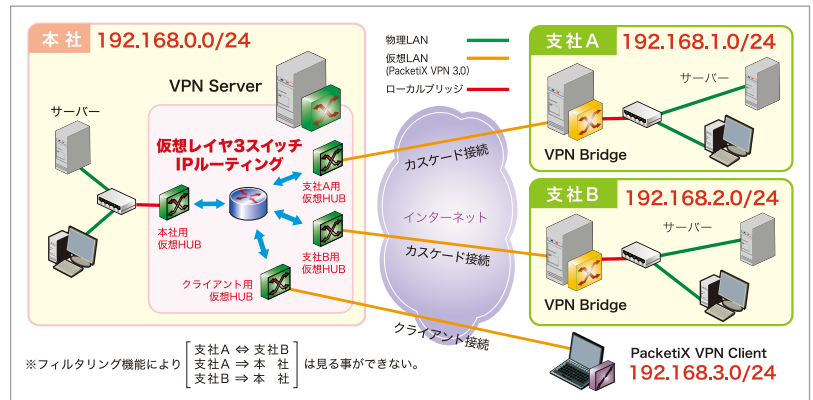 本 社 192.168.0.0/24
VPN Server
サーバー
仮想レイヤ3スイッチ
IPルーティング
支社A用
仮想HUB
本社用
仮想HUB
支社B用
仮想HUB
クライアント用
仮想HUB
物理LAN
仮想LAN
(PacketiX VPN 3.0)
ローカルブリッジ
カスケード接続
インターネット
カスケード接続
クライアント接続
支社A 192.168.1.0/24
サーバー
VPN Bridge
支社B 192.168.2.0/24
サーバー
VPN Bridge
PacketiX VPN Client
192.168.3.0/24
支社A ⇔ 支社B
※フィルタリング機能により 支社A ⇒ 本 社 は見る事ができない。
支社B ⇒ 本 社